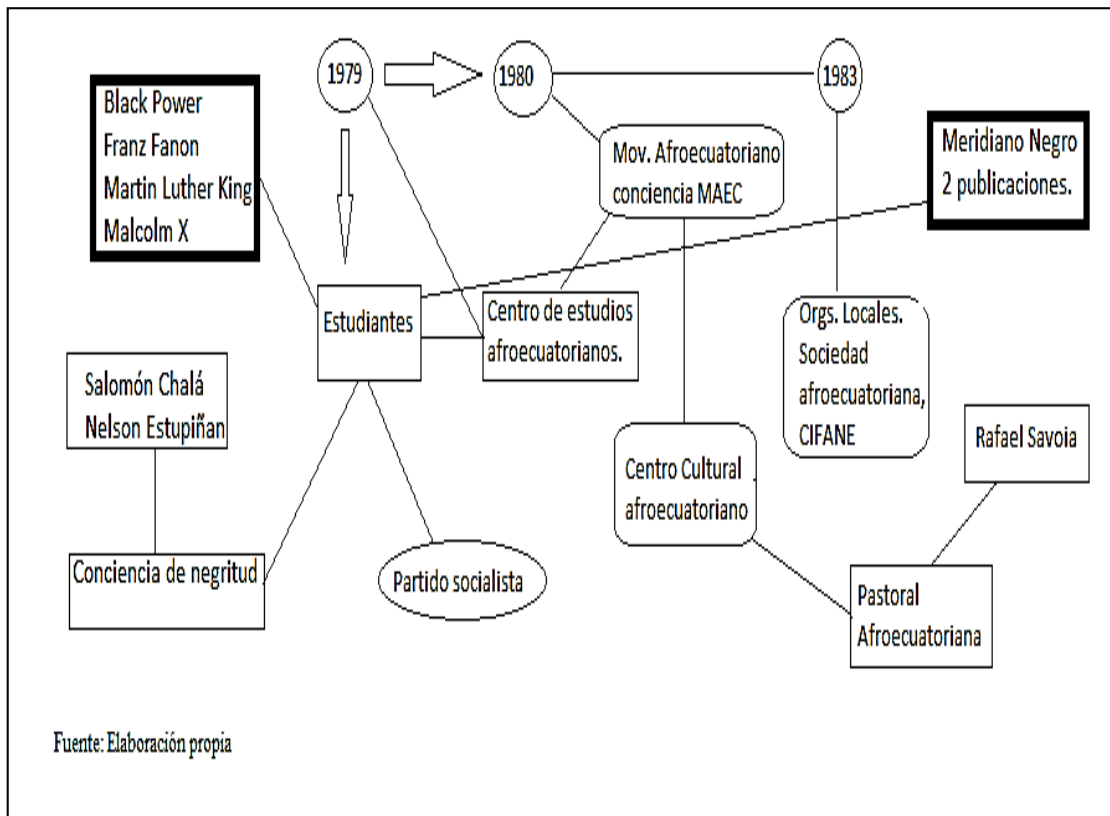 1979
1980
1983
Black Power
Franz Fanon
Martin Luther King
Malcolm X
Mov. Afroecuatoriano
conciencia MAEC
Meridiano Negro
2 publicaciones.
Estudiantes
Centro de estudios
afroecuatorianos.
Orgs. Locales.
Sociedad
afroecuatoriana,
CIFANE
Salomón Chalá
Nelson Estupiñan
Centro Cultural
afroecuatoriano
Rafael Savoia
Conciencia de negritud
Partido socialista
Pastoral
Afroecuatoriana
Fuente: Elaboración propia